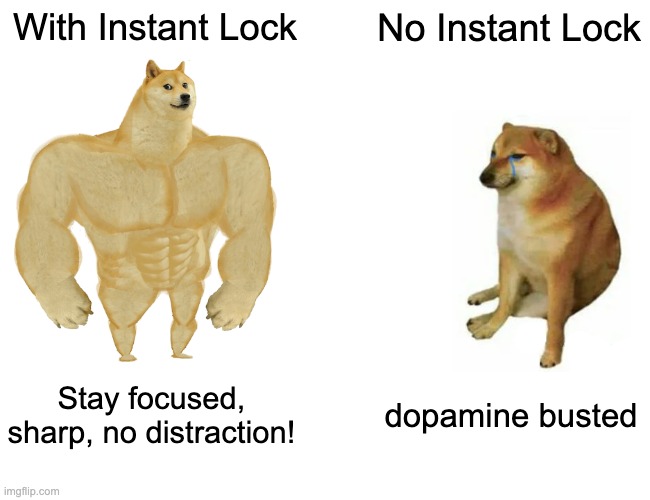 With Instant Lock
No Instant Lock
Stay focused,
sharp, no distraction!
dopamine busted
imgflip.com